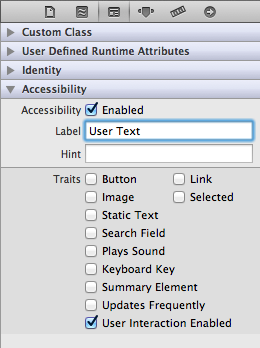 Custom Class
User Defined Runtime Attributes
Identity
Accessibility
Accessibility Enabled
Label User Text
Hint
Traits Button Link
Image Selected
Static Text
Search Field
Plays Sound
Keyboard Key
Summary Element
Updates Frequently
User Interaction Enabled